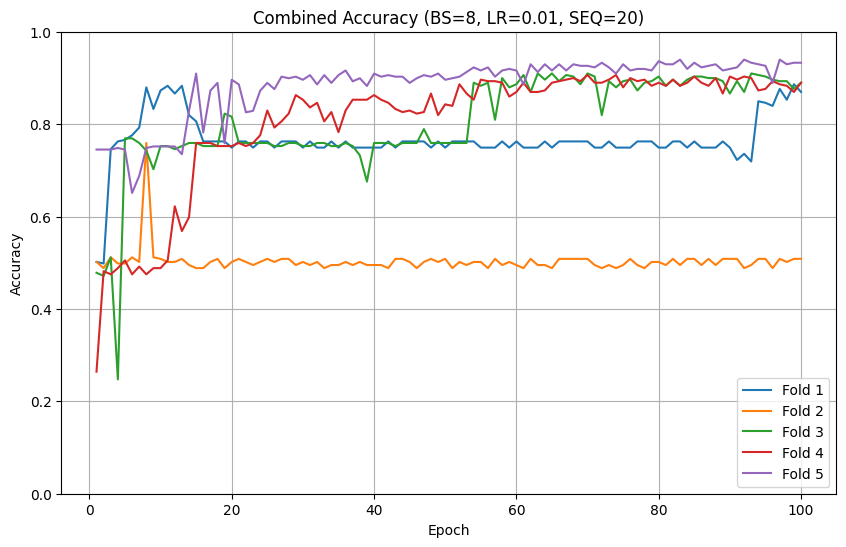 Combined Accuracy (BS=8, LR=0.01, SEQ=20)
1.0
0.8
0.6
0.4
0.2
0.0
Accuracy
0 20 40 60 80 100
Epoch
Fold 1
Fold 2
Fold 3
Fold 4
Fold 5